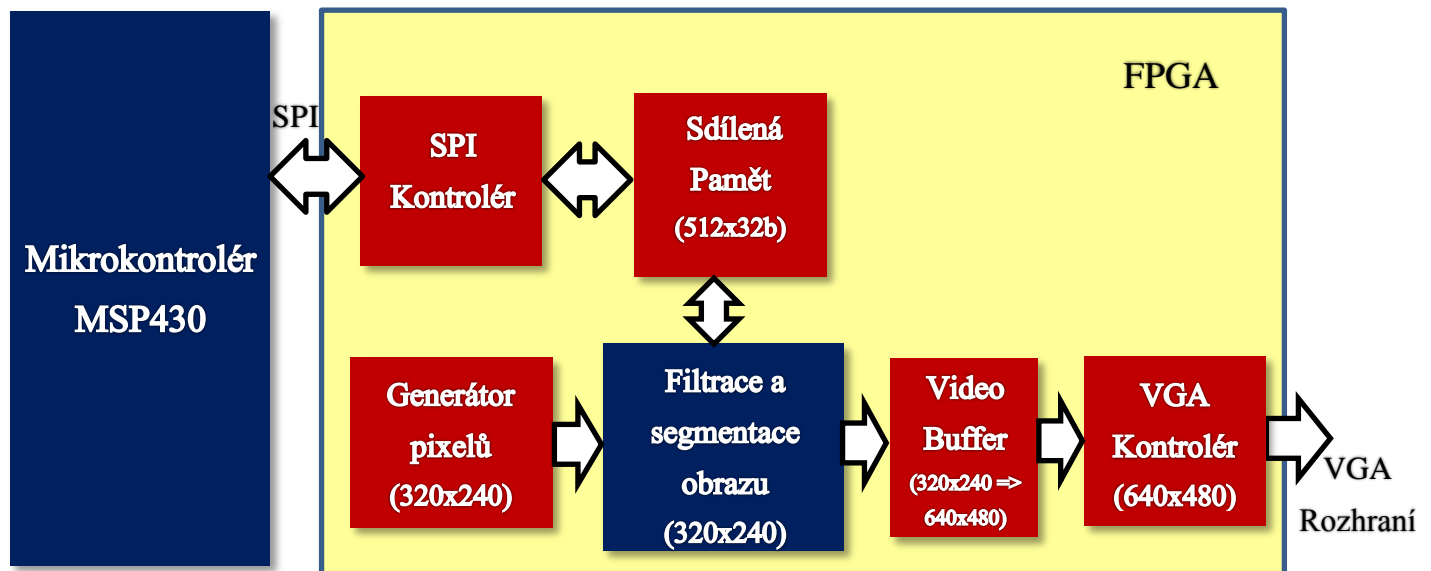 FPGA
SPI
SPI
Kontrolér
Sdílená
Pamět
(512x32b)
Mikrokontrolér
MSP430
Generátor
pixelů
(320x240)
Filtrace a
segmentace
obrazu
(320x240)
Video
Buffer
(320x240 =>
640x480)
VGA
Kontrolér
(640x480)
VGA
Rozhraní